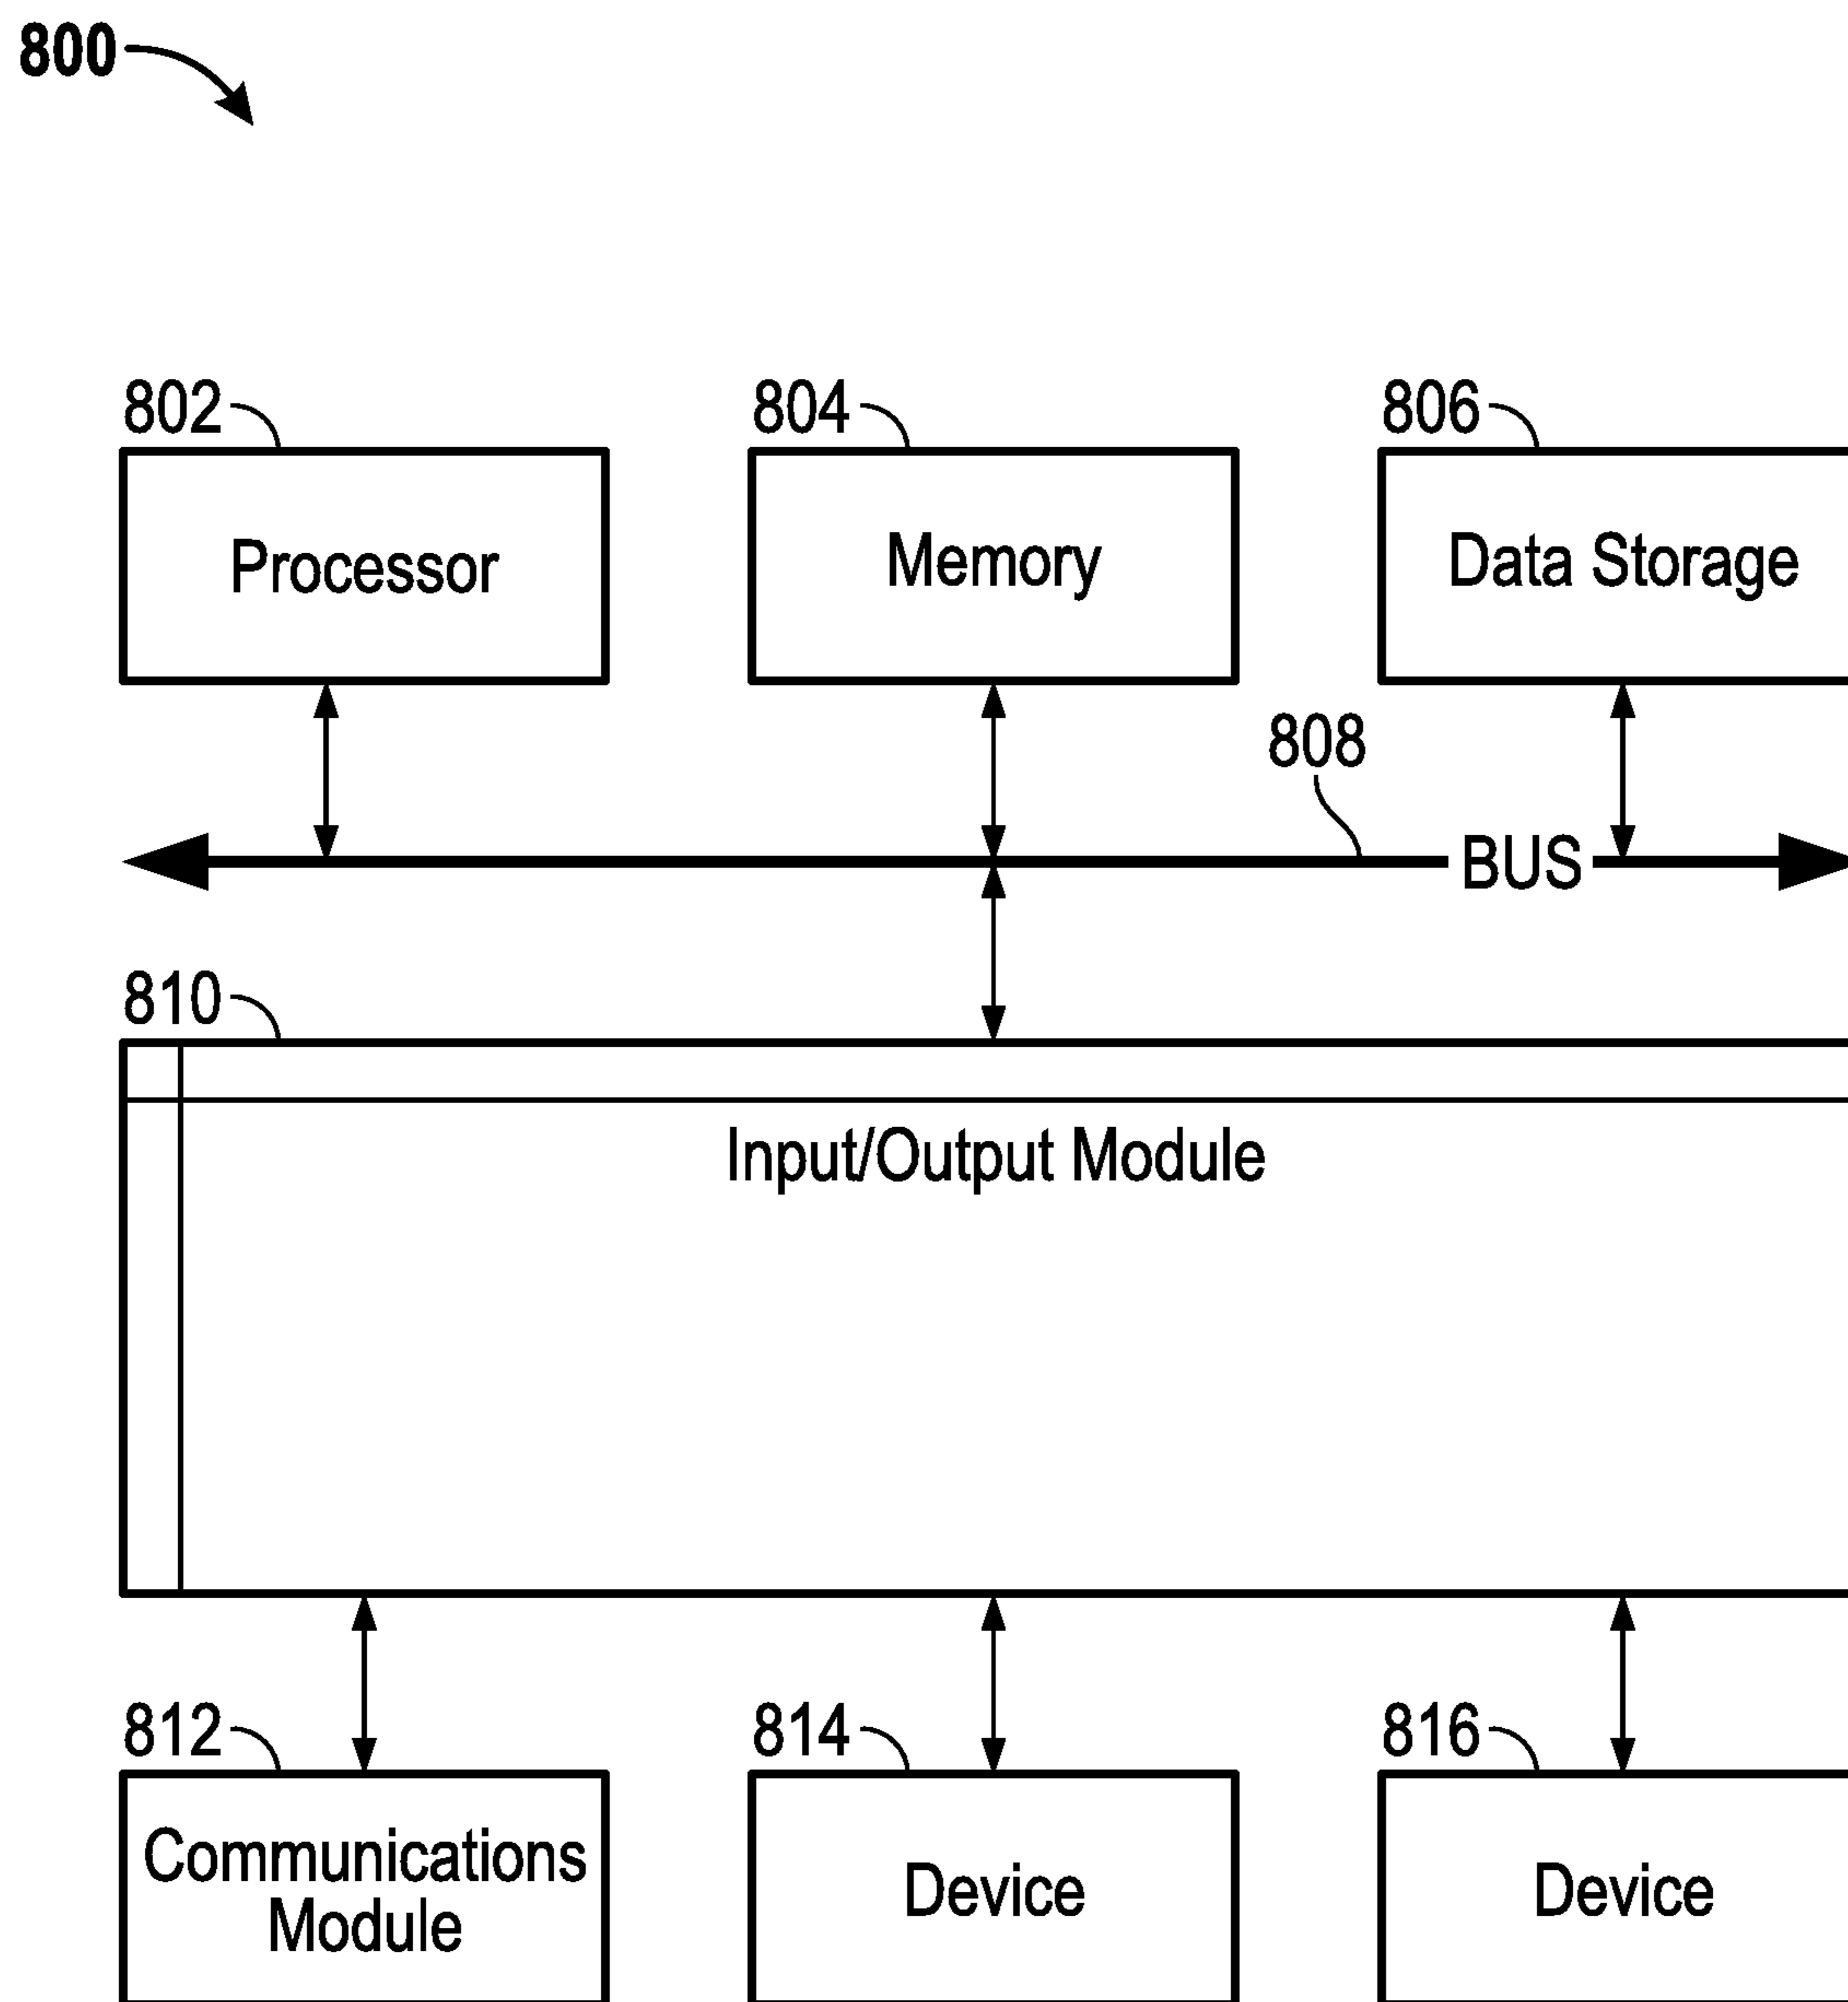 800
802
804
806
Processor
Memory
Data Storage
808
BUS
810
Input/Output Module
812
814
816
Communications
Module
Device
Device